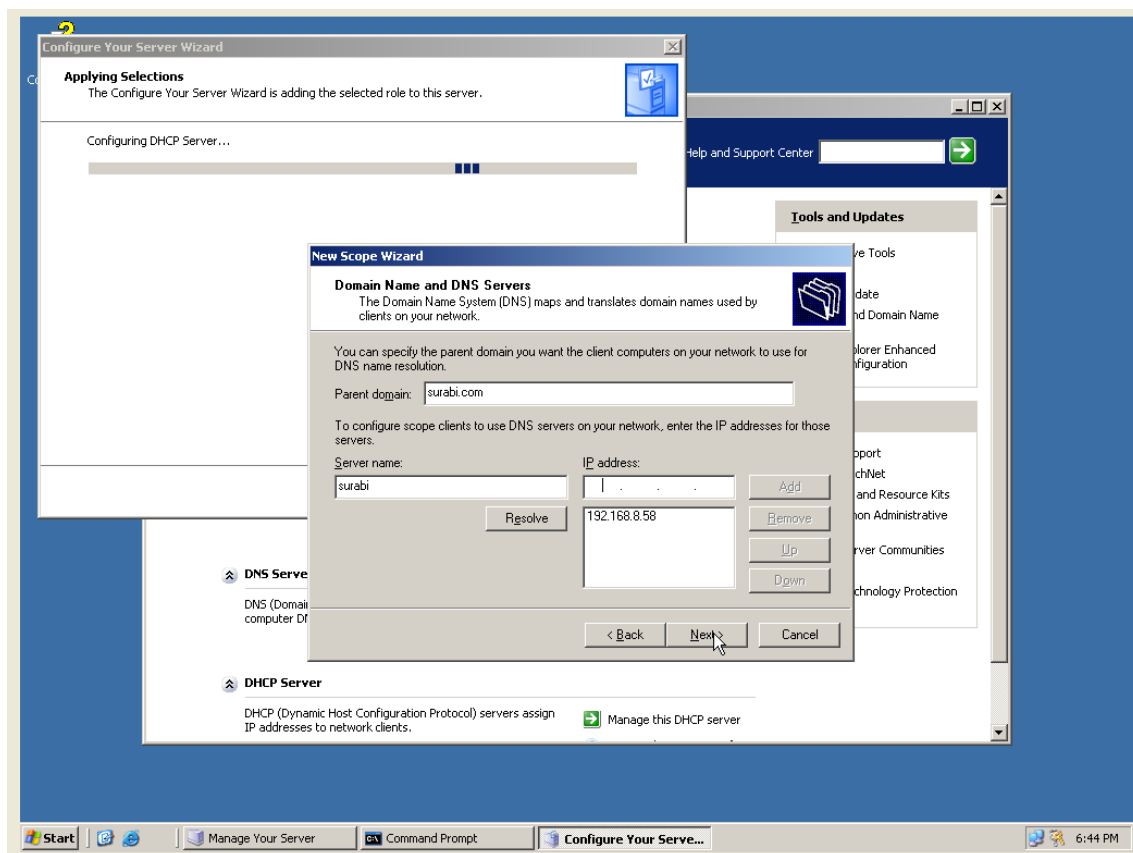 Configure Your Server Wizard
Applying Selections
The Configure Your Server Wizard is adding the selected role to this server.
Configuring DHCP Server...
Help and Support Center
Tools and Updates
Tools
date
nd Domain Name
plorer Enhanced
nfiguration
New Scope Wizard
Domain Name and DNS Servers
The Domain Name System (DNS) maps and translates domain names used by
clients on your network.
You can specify the parent domain you want the client computers on your network to use for
DNS name resolution.
Parent domain:
surabi.com
To configure scope clients to use DNS servers on your network, enter the IP addresses for those
servers.
Server name:
IP address:
surabi
. . .
Add
Resolve
192.168.8.58
Remove
Up
Down
< Back
Next >
Cancel
pport
chNet
and Resource Kits
on Administrative
rver Communities
chnology Protection
DNS Serve
DNS (Domai
computer
DHCP Server
DHCP (Dynamic Host Configuration Protocol) servers assign
IP addresses to network clients.
Manage this DHCP server
Start
Manage Your Server
Command Prompt
Configure Your Serve...
6:44 PM